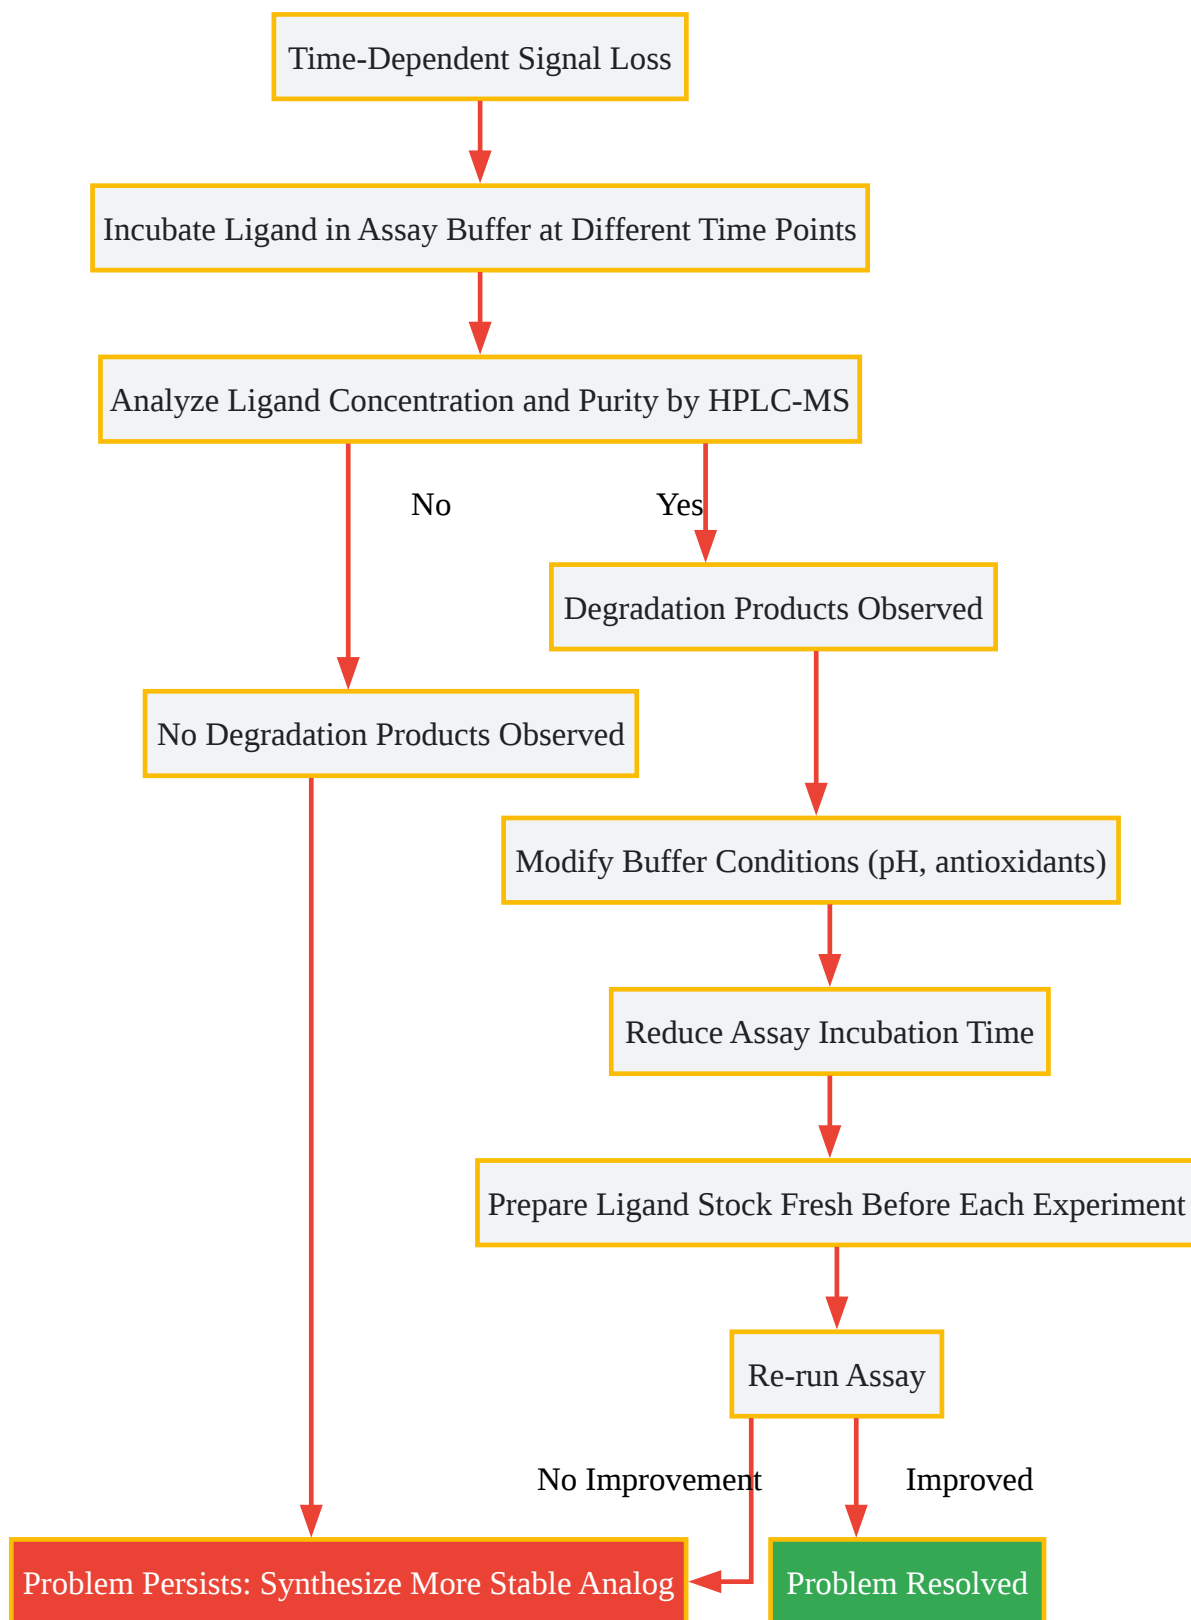 Time-Dependent Signal Loss
Incubate Ligand in Assay Buffer at Different Time Points
Analyze Ligand Concentration and Purity by HPLC-MS
No
Yes
Degradation Products Observed
No Degradation Products Observed
Modify Buffer Conditions (pH, antioxidants)
Reduce Assay Incubation Time
Prepare Ligand Stock Fresh Before Each Experiment
Re-run Assay
No Improvement
Improved
Problem Persists: Synthesize More Stable Analog
Problem Resolved